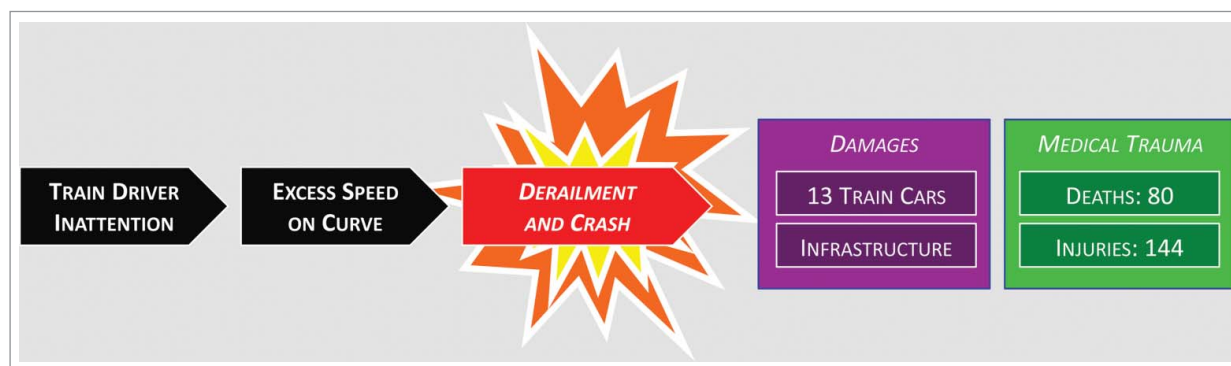 TRAIN DRIVER
INATTENTION
EXCESS SPEED
ON CURVE
DERAILMENT
AND CRASH
DAMAGES
13 TRAIN CARS
INFRASTRUCTURE
MEDICAL TRAUMA
DEATHS: 80
INJURIES: 144